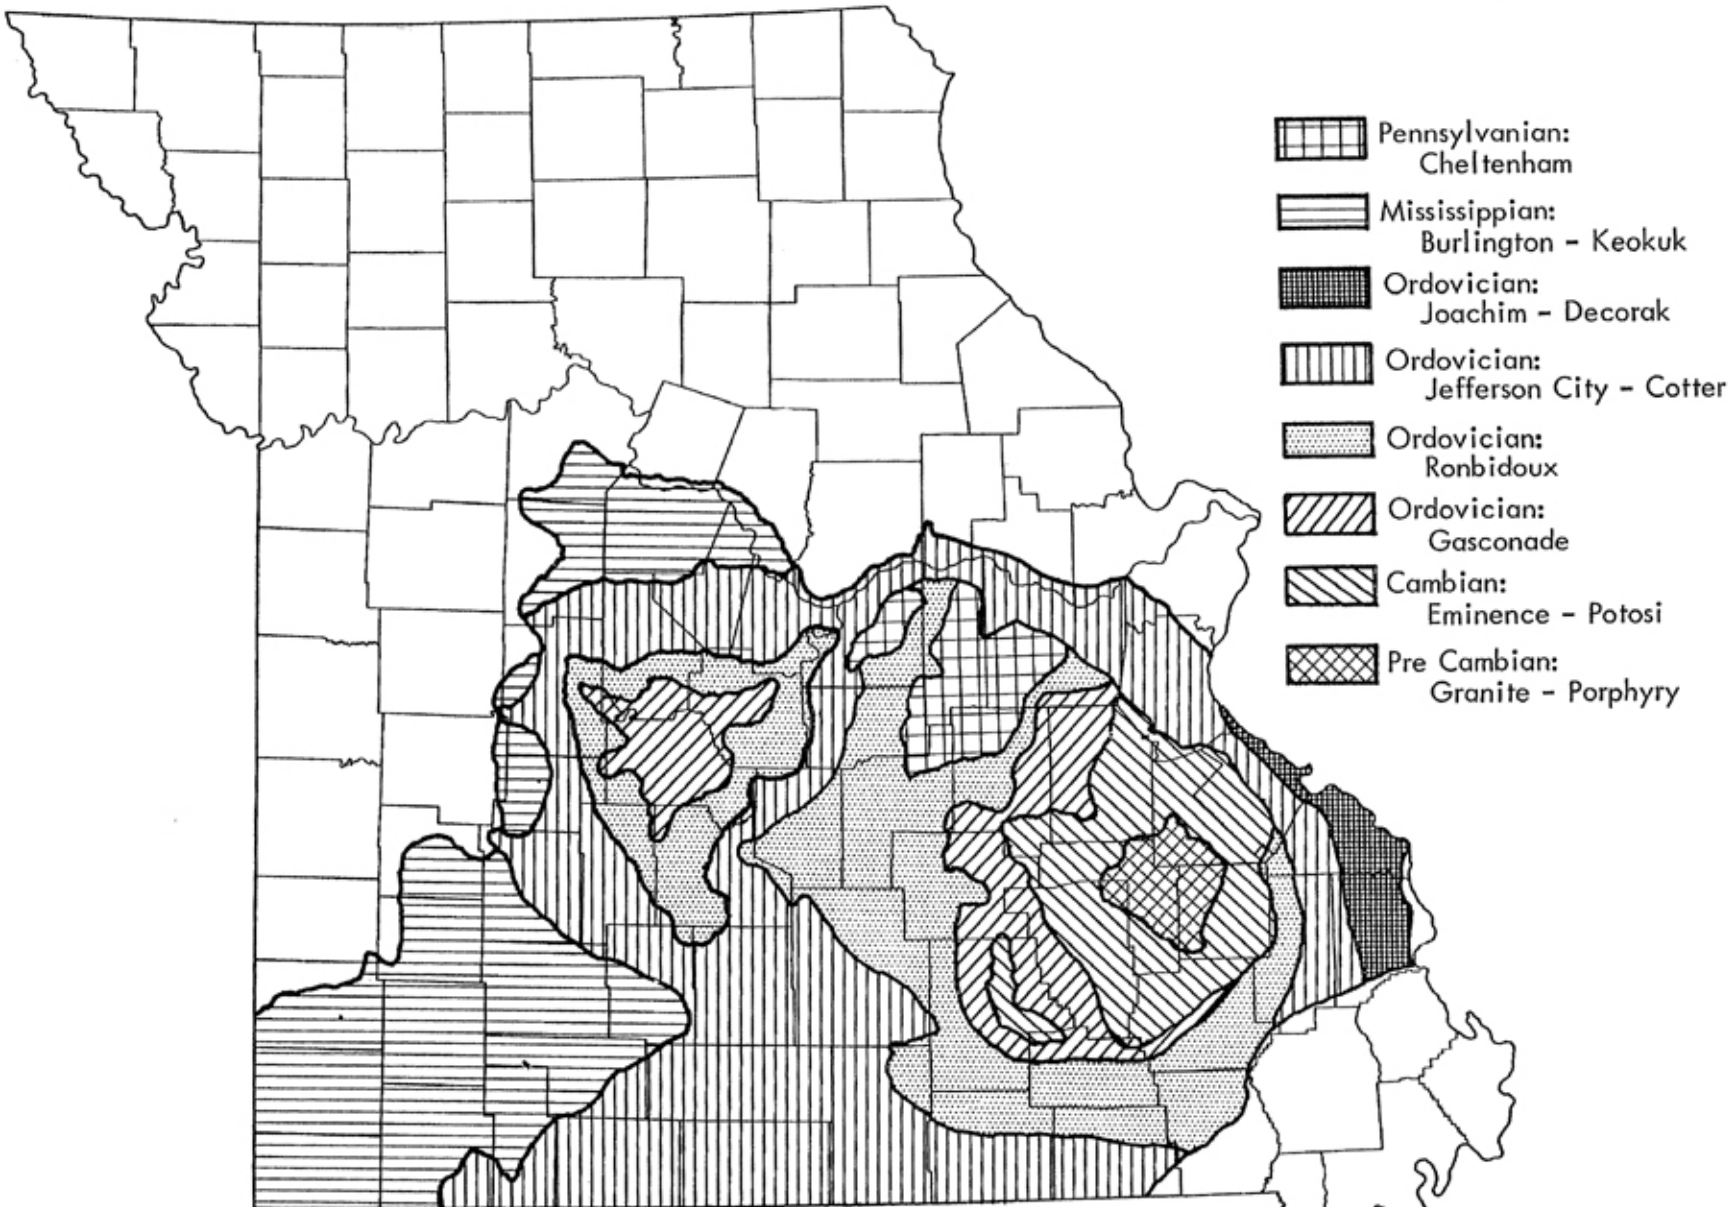 Pennsylvanian:
Cheltenham
Mississippian:
Burlington - Keokuk
Ordovician:
Joachim - Decorak
Ordovician:
Jefferson City - Cotter
Ordovician:
Ronbidoux
Ordovician:
Gasconade
Cambian:
Eminence - Potosi
Pre Cambian:
Granite - Porphyry